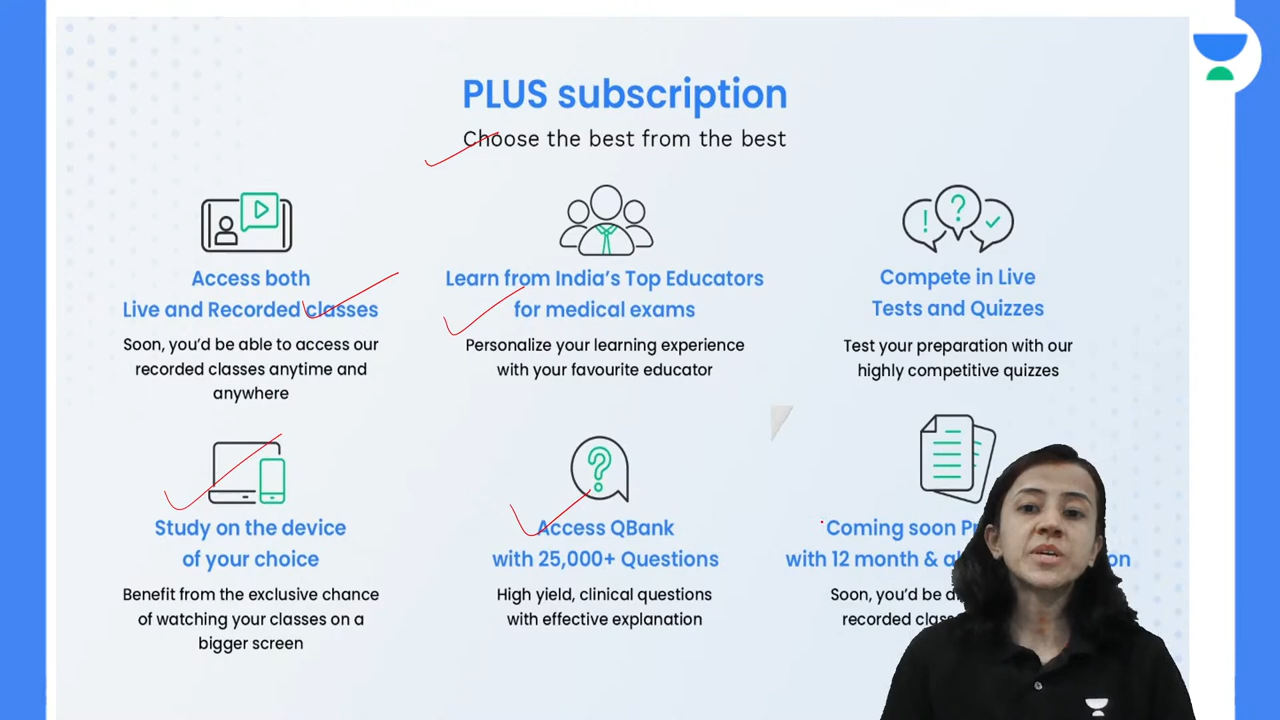 PLUS subscription
Choose the best from the best
Access both
Live and Recorded classes
Soon, you'd be able to access our
recorded classes anytime and
anywhere
Learn from India's Top Educators
for medical exams
Personalize your learning experience
with your favourite educator
Compete in Live
Tests and Quizzes
Test your preparation with our
highly competitive quizzes
Study on the device
of your choice
Benefit from the exclusive chance
of watching your classes on a
bigger screen
Access QBank
with 25,000+ Questions
High yield, clinical questions
with effective explanation
Coming soon
with 12 month &
Soon, you'd be
recorded